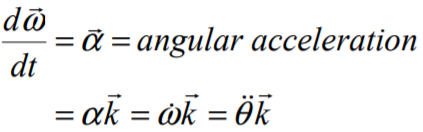 dω⃗/dt = α⃗ = angular acceleration
= αk⃗ = ω̇k⃗ = θ̈k⃗